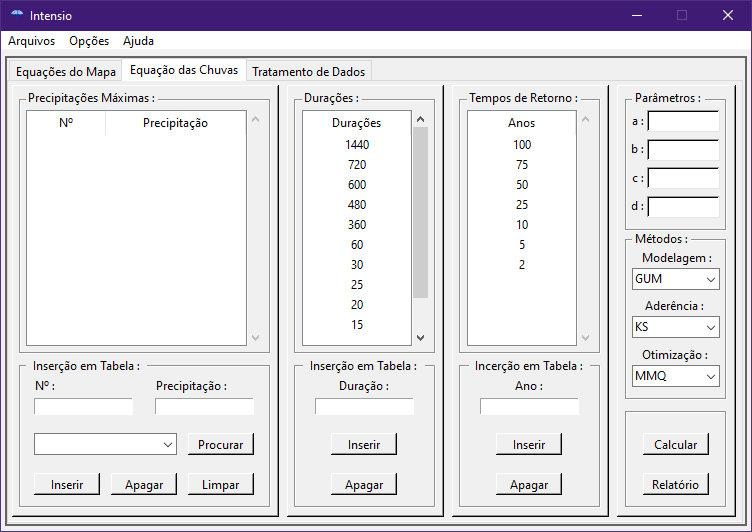 Intensio
Arquivos Opções Ajuda
Equações do Mapa Equação das Chuvas Tratamento de Dados
Precipitações Máximas :
Nº Precipitação
Inserção em Tabela :
Nº : Precipitação :
Procurar
Inserir Apagar Limpar
Durações :
Durações
1440
720
600
480
360
60
30
25
20
15
Inserção em Tabela :
Duração :
Inserir
Apagar
Tempos de Retorno :
Anos
100
75
50
25
10
5
2
Incerção em Tabela :
Ano :
Inserir
Apagar
Parâmetros :
a :
b :
c :
d :
Métodos :
Modelagem :
GUM
Aderência :
KS
Otimização :
MMQ
Calcular
Relatório